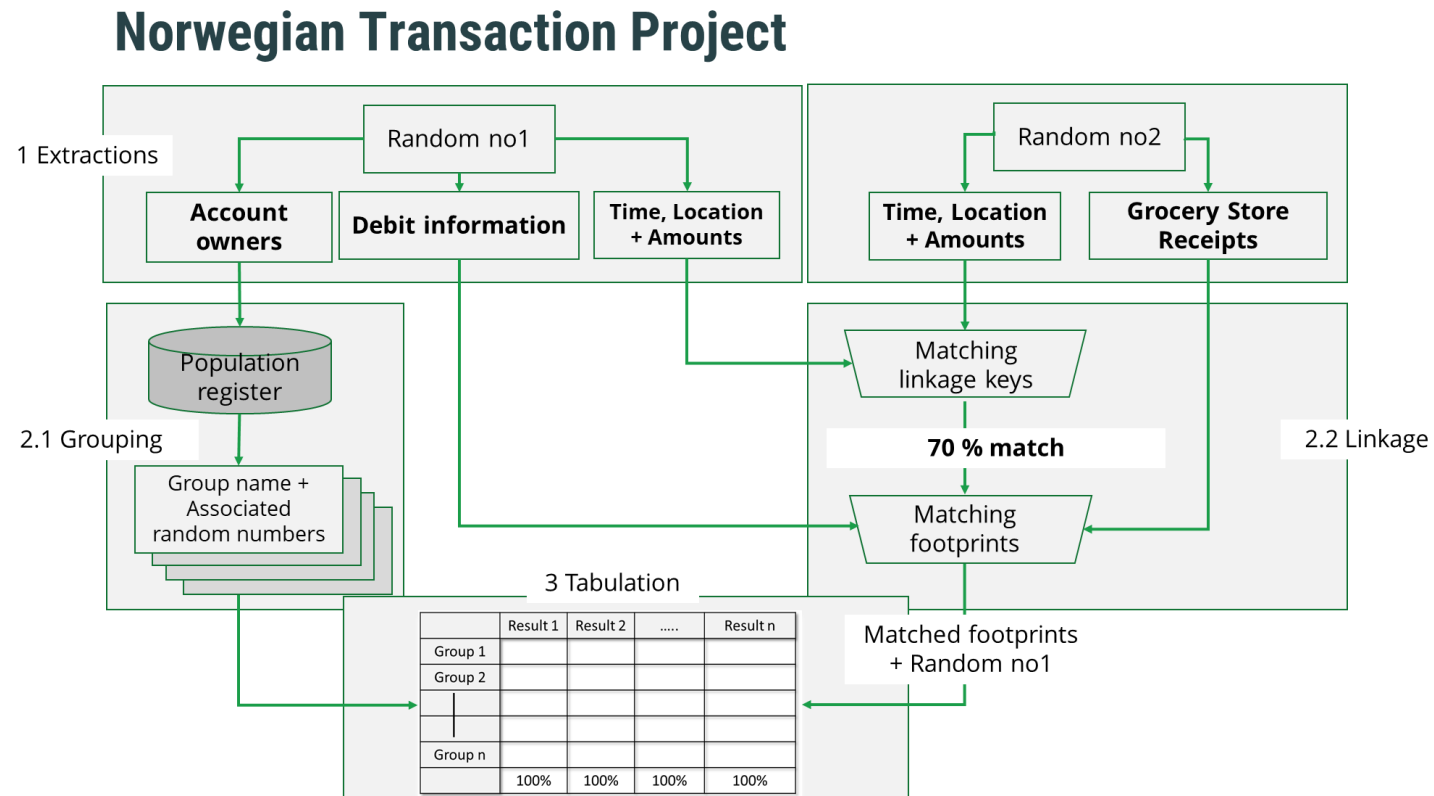 Norwegian Transaction Project
1 Extractions
Random no1
Account
owners
Debit information
Time, Location
+ Amounts
Random no2
Time, Location
+ Amounts
Grocery Store
Receipts
2.1 Grouping
Population
register
Group name +
Associated
random numbers
2.2 Linkage
Matching
linkage keys
70 % match
Matching
footprints
Matched footprints
+ Random no1
3 Tabulation
Result 1 Result 2 ..... Result n
Group 1
Group 2
Group n
100% 100% 100% 100%